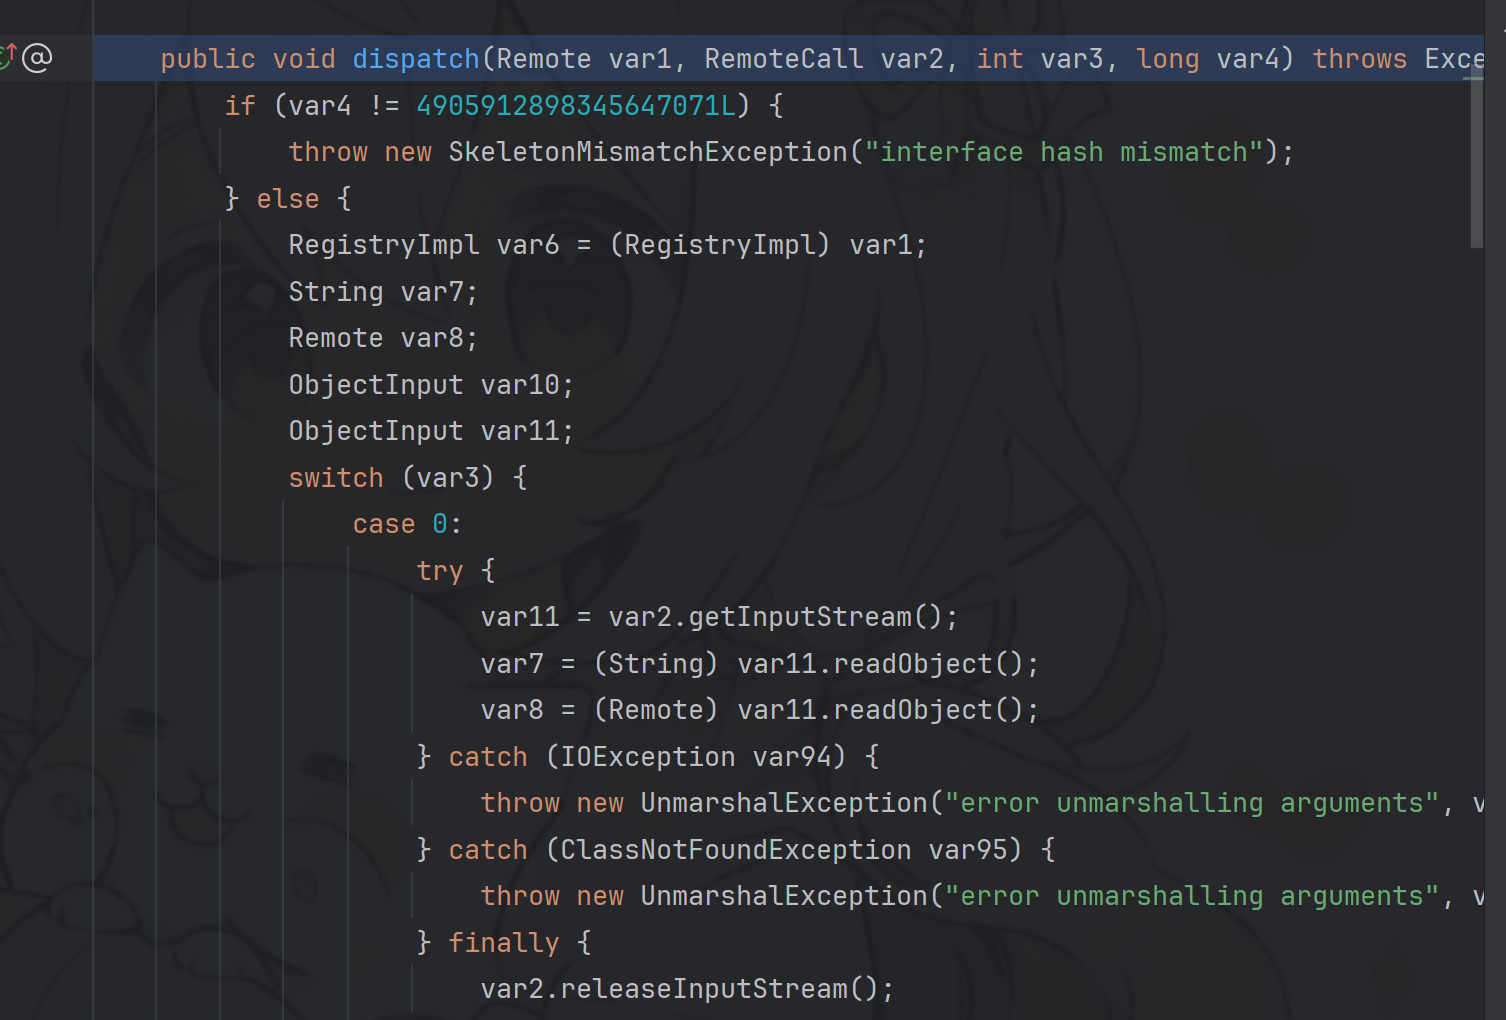 @ public void dispatch(Remote var1, RemoteCall var2, int var3, long var4) throws Exce
if (var4 != 4905912898345647071L) {
throw new SkeletonMismatchException("interface hash mismatch");
} else {
RegistryImpl var6 = (RegistryImpl) var1;
String var7;
Remote var8;
ObjectInput var10;
ObjectInput var11;
switch (var3) {
case 0:
try {
var11 = var2.getInputStream();
var7 = (String) var11.readObject();
var8 = (Remote) var11.readObject();
} catch (IOException var94) {
throw new UnmarshalException("error unmarshalling arguments", v
} catch (ClassNotFoundException var95) {
throw new UnmarshalException("error unmarshalling arguments", v
} finally {
var2.releaseInputStream();